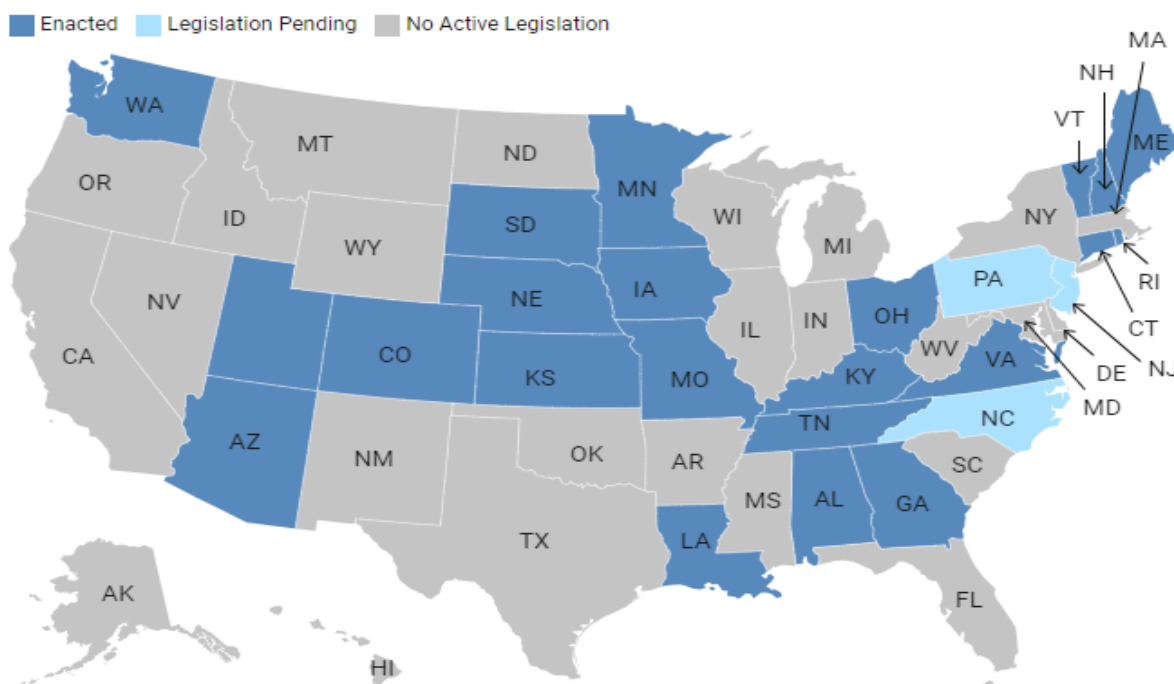 Enacted Legislation Pending No Active Legislation
MA
NH
WA
VT
ME
MT
ND
MN
OR
ID
WI
NY
SD
WY
MI
RI
PA
NE
IA
NV
OH
CT
IL
IN
NJ
CO
WV
VA
CA
KS
MO
KY
DE
MD
TN
NC
AZ
OK
NM
AR
SC
MS
AL
GA
TX
LA
AK
FL
HI